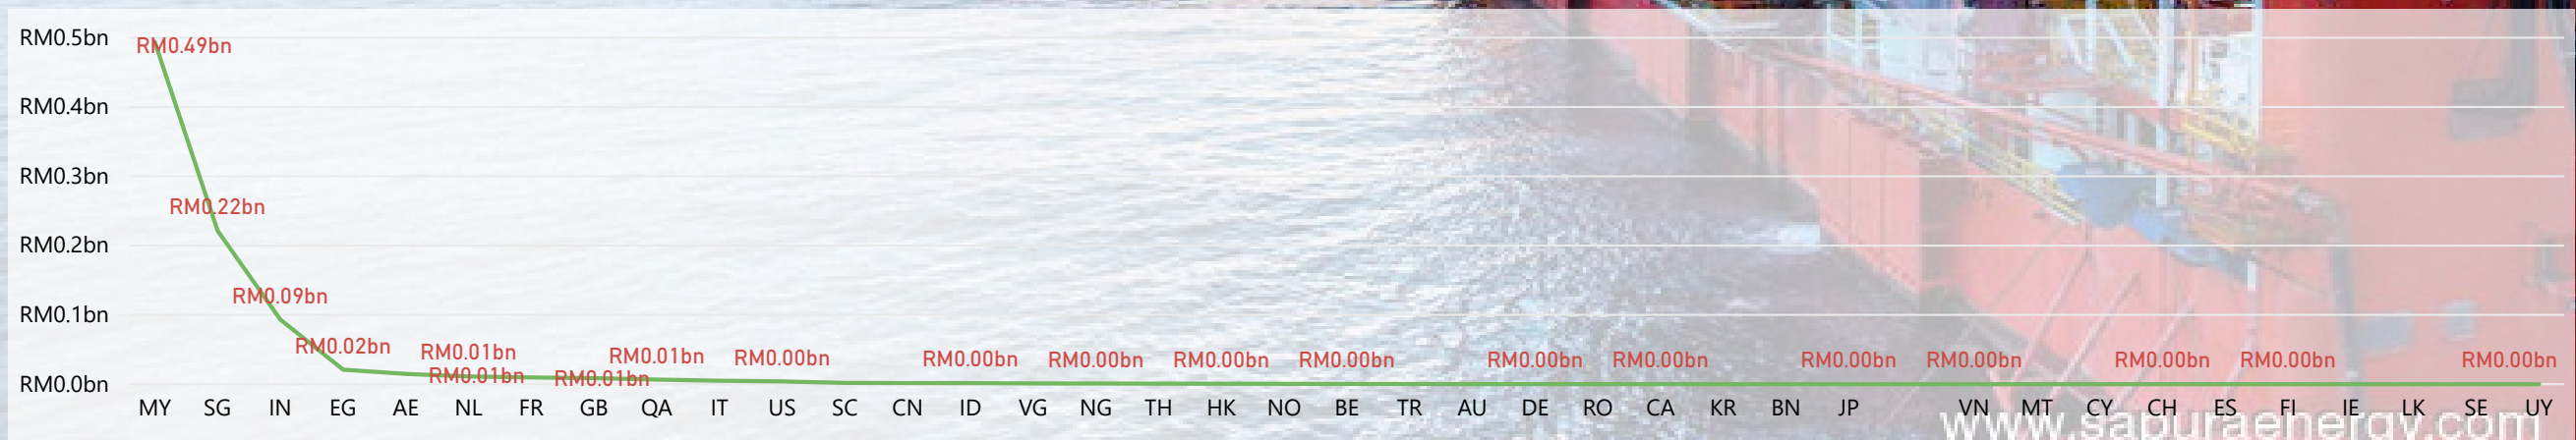 RM0.5bn
RM0.4bn
RM0.3bn
RM0.2bn
RM0.1bn
RM0.0bn
RM0.49bn
RM0.22bn
RM0.09bn
RM0.02bn
RM0.01bn
RM0.01bn
RM0.01bn
RM0.01bn
RM0.00bn
RM0.00bn
RM0.00bn
RM0.00bn
RM0.00bn
RM0.00bn
RM0.00bn
RM0.00bn
RM0.00bn
RM0.00bn
RM0.00bn
RM0.00bn
MY SG IN EG AE NL FR GB QA IT US SC CN ID VG NG TH HK NO BE TR AU DE RO CA KR BN JP VN MT CY CH ES FI IE LK SE UY
www.sapuraenergy.com